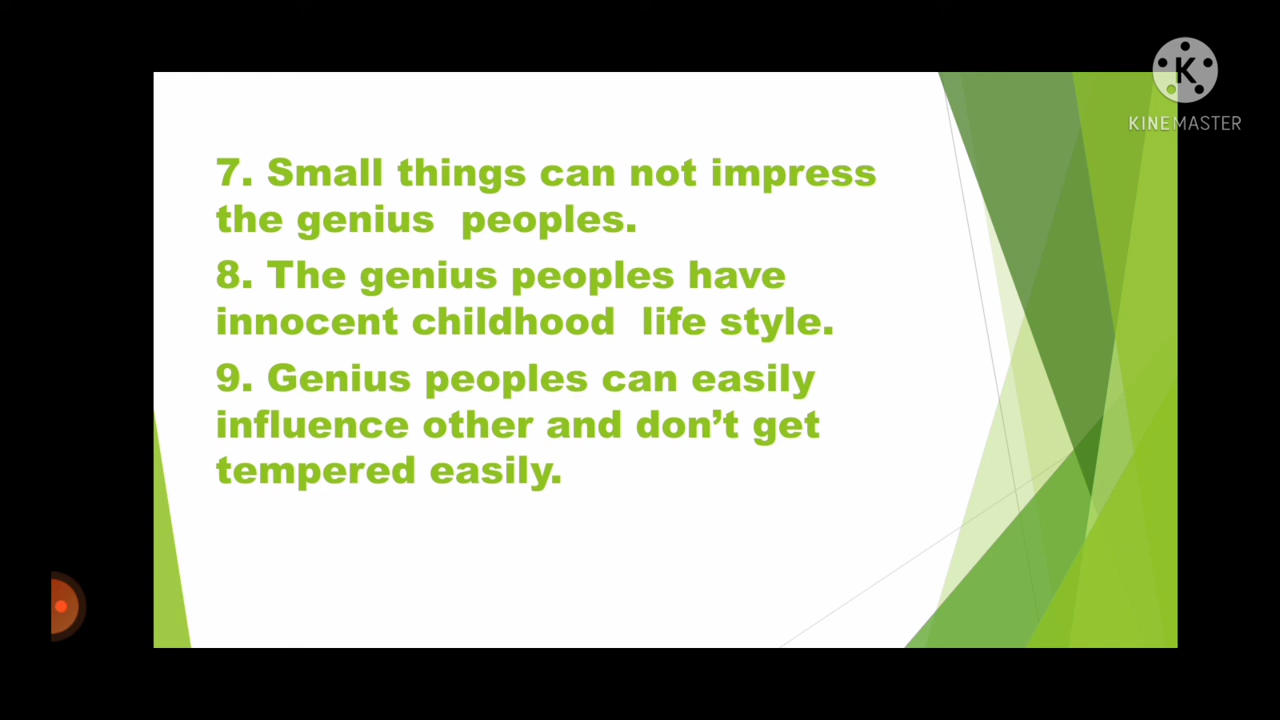 K
KINEMASTER
7. Small things can not impress
the genius  peoples.
8. The genius peoples have
innocent childhood  life style.
9. Genius peoples can easily
influence other and don’t get
tempered easily.